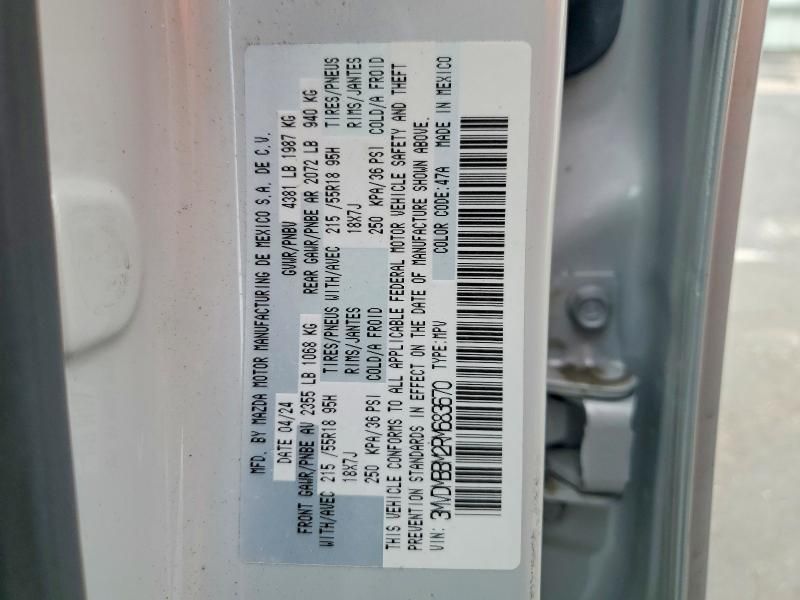 MFD. BY MAZDA MOTOR MANUFACTURING DE MEXICO S.A. DE C.V.
DATE 04/24 GVWR/PNBV 4381 LB 1987 KG
FRONT GAWR/PNBE AV 2355 LB 1068 KG REAR GAWR/PNBE AR 2072 LB 940 KG
WITH/AVEC 215 /55R18 95H TIRES/PNEUS WITH/AVEC 215 /55R18 95H TIRES/PNEUS
18X7J RIMS/JANTES 18X7J RIMS/JANTES
250 KPA/36 PSI COLD/A FROID 250 KPA/36 PSI COLD/A FROID
THIS VEHICLE CONFORMS TO ALL APPLICABLE FEDERAL MOTOR VEHICLE SAFETY AND THEFT
PREVENTION STANDARDS IN EFFECT ON THE DATE OF MANUFACTURE SHOWN ABOVE.
VIN: 3MVDMBBM2RM683670 TYPE:MPV COLOR CODE:47A MADE IN MEXICO